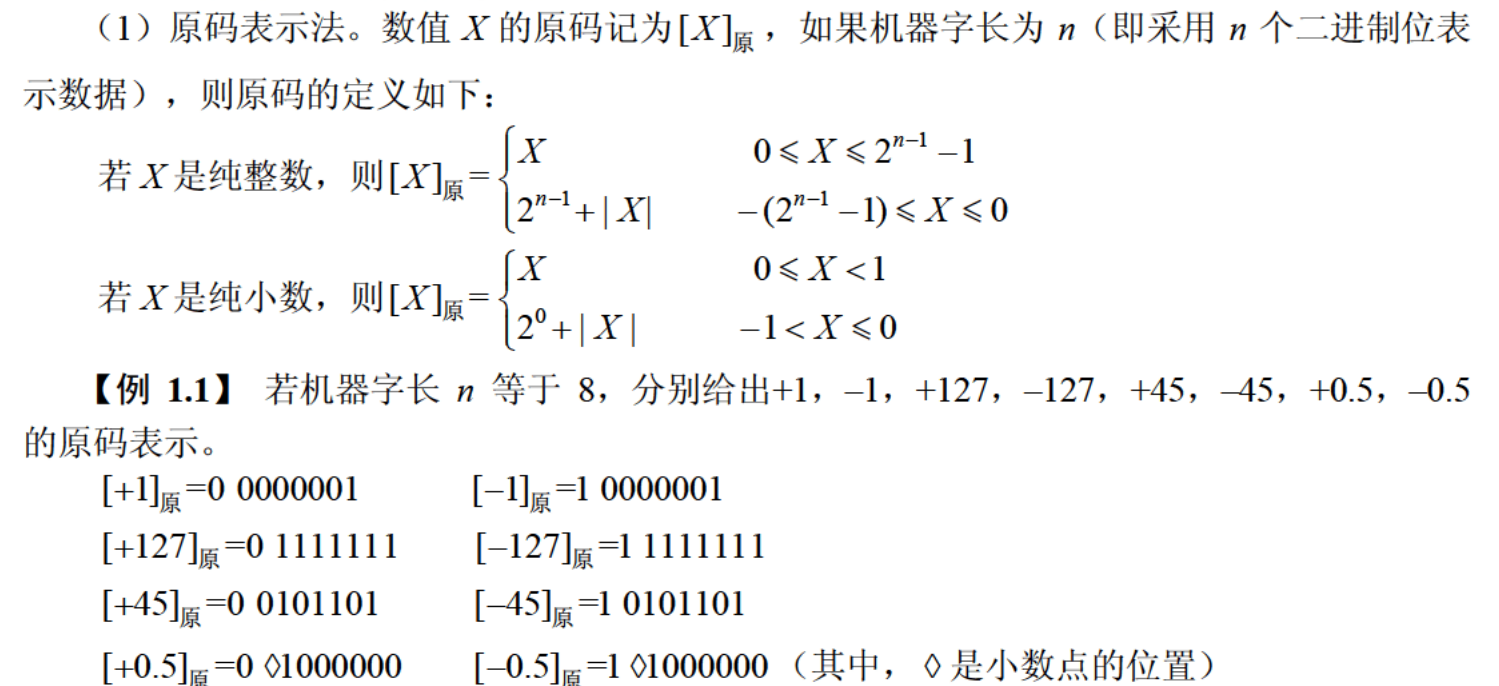 （1）原码表示法。数值 X 的原码记为[X]原，如果机器字长为 n（即采用 n 个二进制位表
示数据），则原码的定义如下：
若 X 是纯整数，则[X]原={ X  0⩽X⩽2^{n−1}−1
2^{n−1}+|X|  −(2^{n−1}−1)⩽X⩽0
若 X 是纯小数，则[X]原={ X  0⩽X<1
2^0+|X|  −1<X⩽0
【例 1.1】 若机器字长 n 等于 8，分别给出+1，–1，+127，–127，+45，–45，+0.5，–0.5
的原码表示。
[+1]原=0 0000001  [–1]原=1 0000001
[+127]原=0 1111111  [–127]原=1 1111111
[+45]原=0 0101101  [–45]原=1 0101101
[+0.5]原=0 ◊1000000  [–0.5]原=1 ◊1000000（其中，◊ 是小数点的位置）